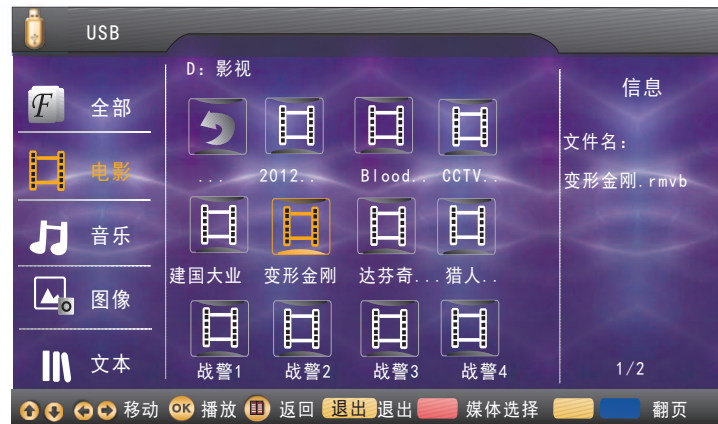 USB
D: 影视
信息
F 全部
电影
音乐
图像
文本
... 2012.. Blood.. CCTV..
建国大业 变形金刚 达芬奇... 猎人..
战警1 战警2 战警3 战警4
文件名:
变形金刚.rmvb
1/2
移动 OK 播放 返回 退出 退出 媒体选择 翻页